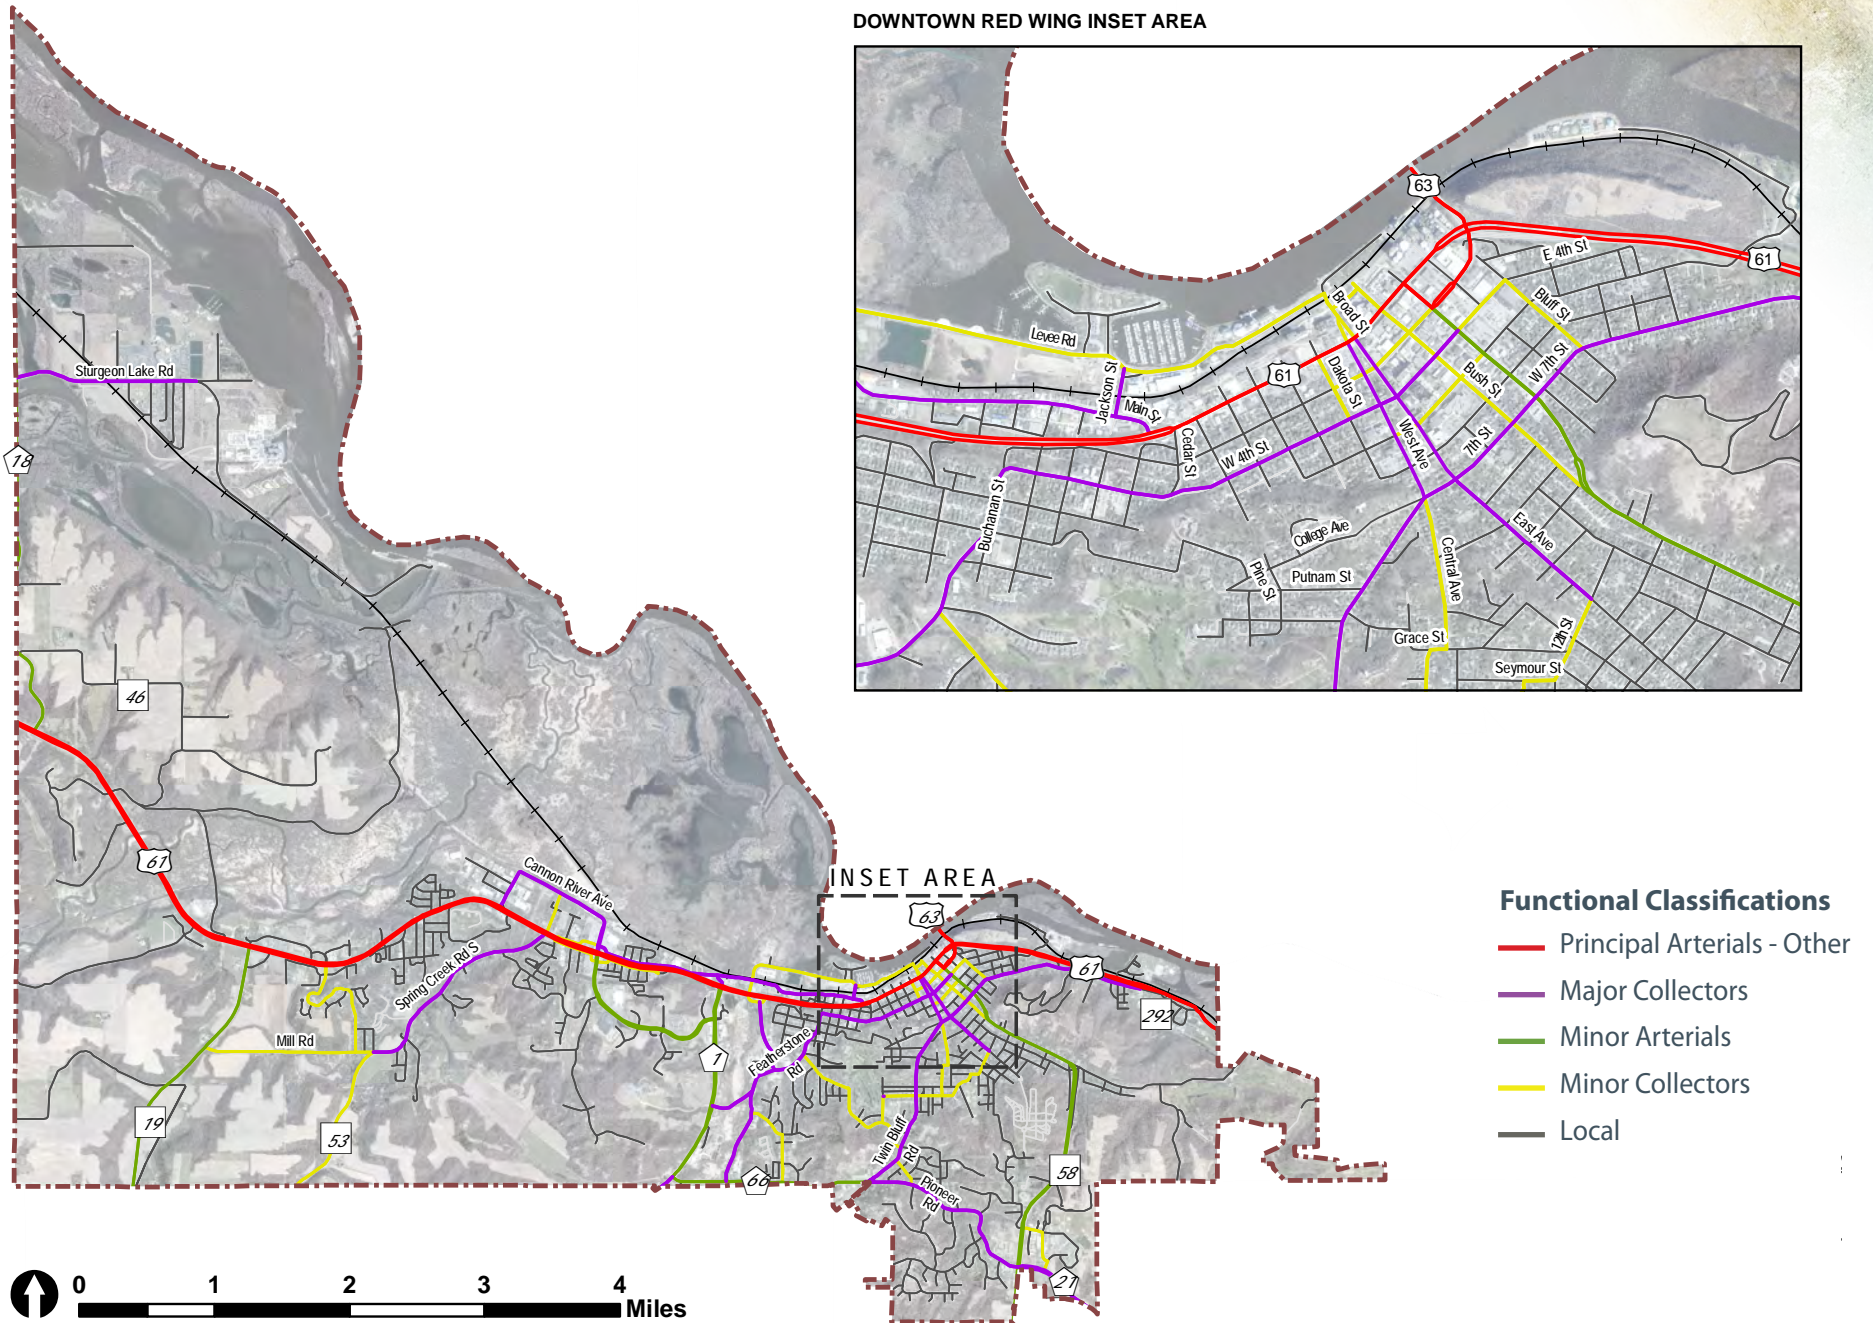 DOWNTOWN RED WING INSET AREA
63
61
E 4th St
Bluff St
Broad St
Levee Rd
W 7th St
Jackson St
61
Dakota St
Bush St
Main St
Cedar St
W 4th St
West Ave
7th St
Buchanan St
College Ave
East Ave
Pine St
Putnam St
Central Ave
Grace St
12th St
Seymour St
Sturgeon Lake Rd
18
46
61
Cannon River Ave
INSET AREA
63
61
292
Spring Creek Rd S
Mill Rd
1
Featherstone
Rd
19
53
66
Twin Bluff
Rd
58
Pioneer
Rd
21
Functional Classifications
Principal Arterials - Other
Major Collectors
Minor Arterials
Minor Collectors
Local
0 1 2 3 4
Miles